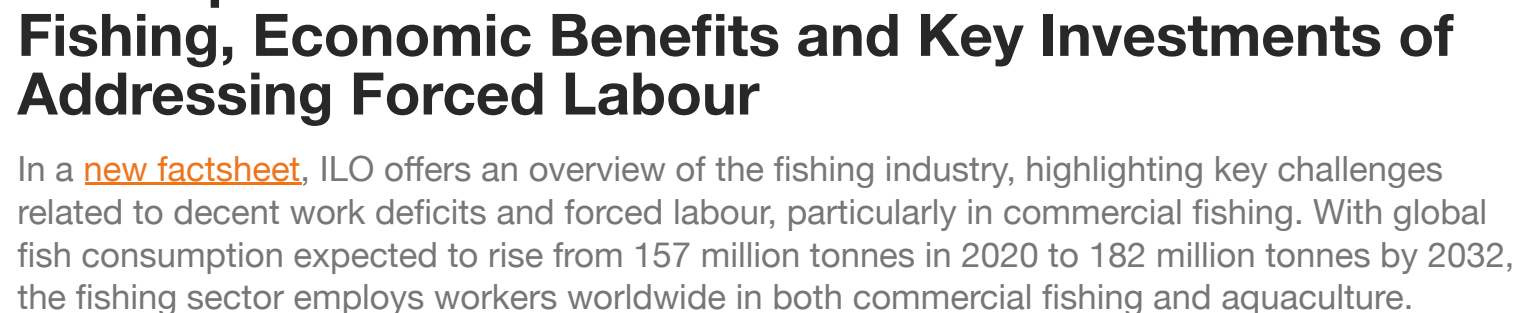 Fishing, Economic Benefits and Key Investments of
Addressing Forced Labour
In a new factsheet, ILO offers an overview of the fishing industry, highlighting key challenges
related to decent work deficits and forced labour, particularly in commercial fishing. With global
fish consumption expected to rise from 157 million tonnes in 2020 to 182 million tonnes by 2032,
the fishing sector employs workers worldwide in both commercial fishing and aquaculture.